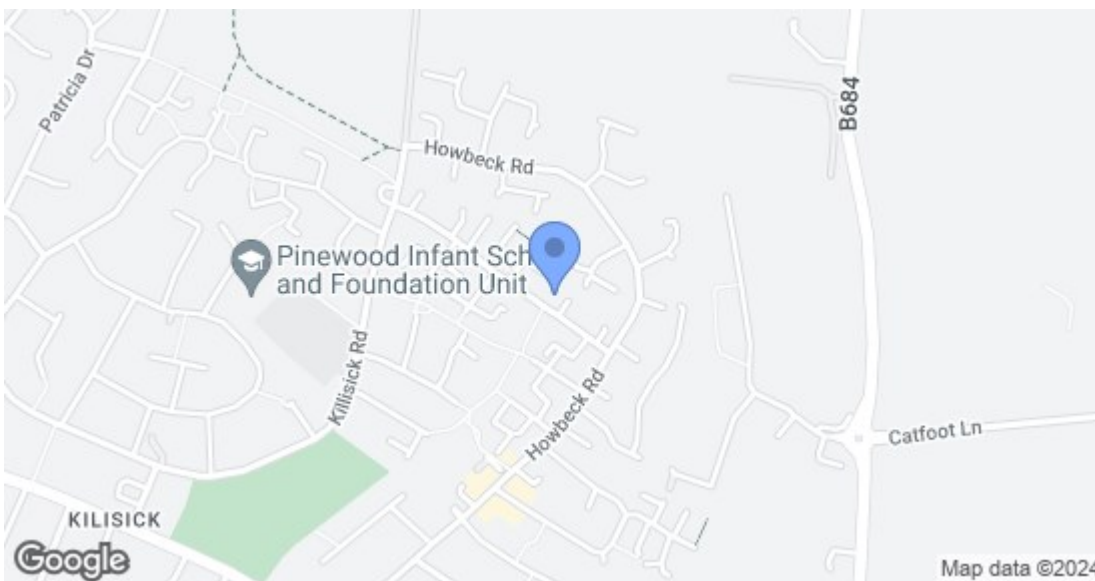 Patricia Dr
B684
Howbeck Rd
Pinewood Infant Sch
and Foundation Unit
Killisick Rd
Howbeck Rd
Catfoot Ln
KILISICK
Google
Map data ©2024